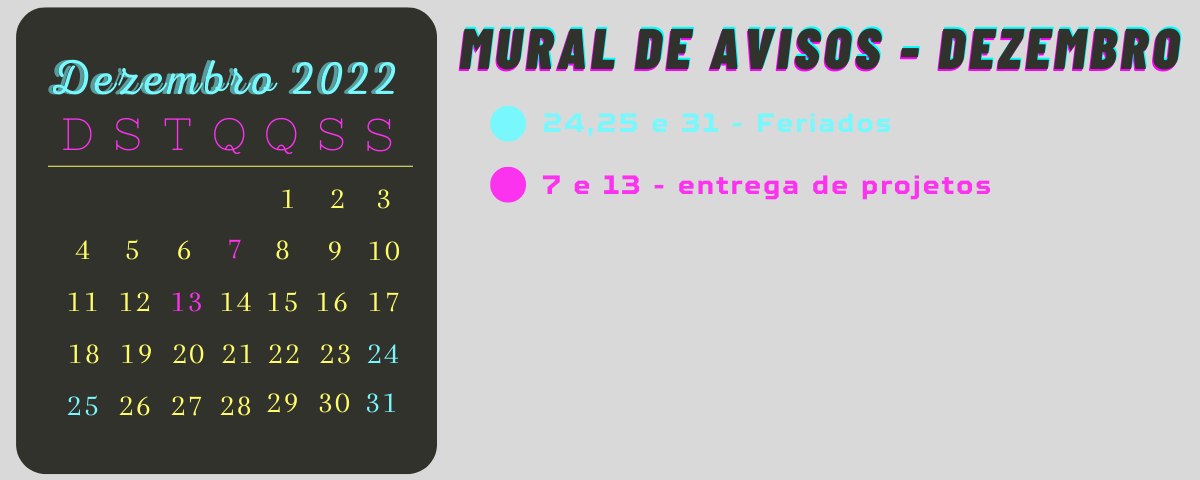 Dezembro 2022
D S T Q Q S S
1 2 3
4 5 6 7 8 9 10
11 12 13 14 15 16 17
18 19 20 21 22 23 24
25 26 27 28 29 30 31
MURAL DE AVISOS - DEZEMBRO
24,25 e 31 - Feriados
7 e 13 - entrega de projetos